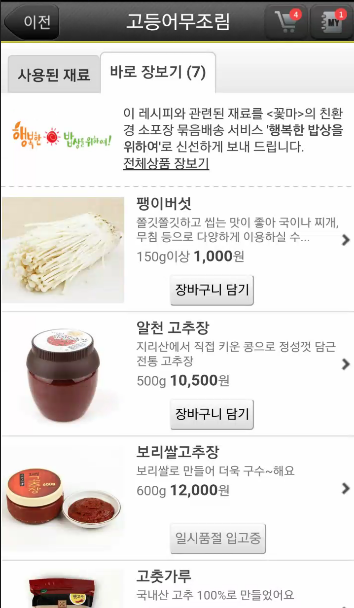 이전
고등어무조림
4
MY
1
사용된 재료
바로 장보기 (7)
행복한 밥상을 위하여!
이 레시피와 관련된 재료를 <꽃마>의 친환
경 소포장 묶음배송 서비스 '행복한 밥상을
위하여'로 신선하게 보내 드립니다.
전체상품 장보기
팽이버섯
쫄깃쫄깃하고 씹는 맛이 좋아 국이나 찌개,
무침 등으로 다양하게 이용하실 수...
150g이상 1,000원
장바구니 담기
알천 고추장
지리산에서 직접 키운 콩으로 정성껏 담근
전통 고추장
500g 10,500원
장바구니 담기
보리쌀고추장
보리쌀로 만들어 더욱 구수~해요
600g 12,000원
일시품절 입고중
고춧가루
국내산 고추 100%로 만들었어요